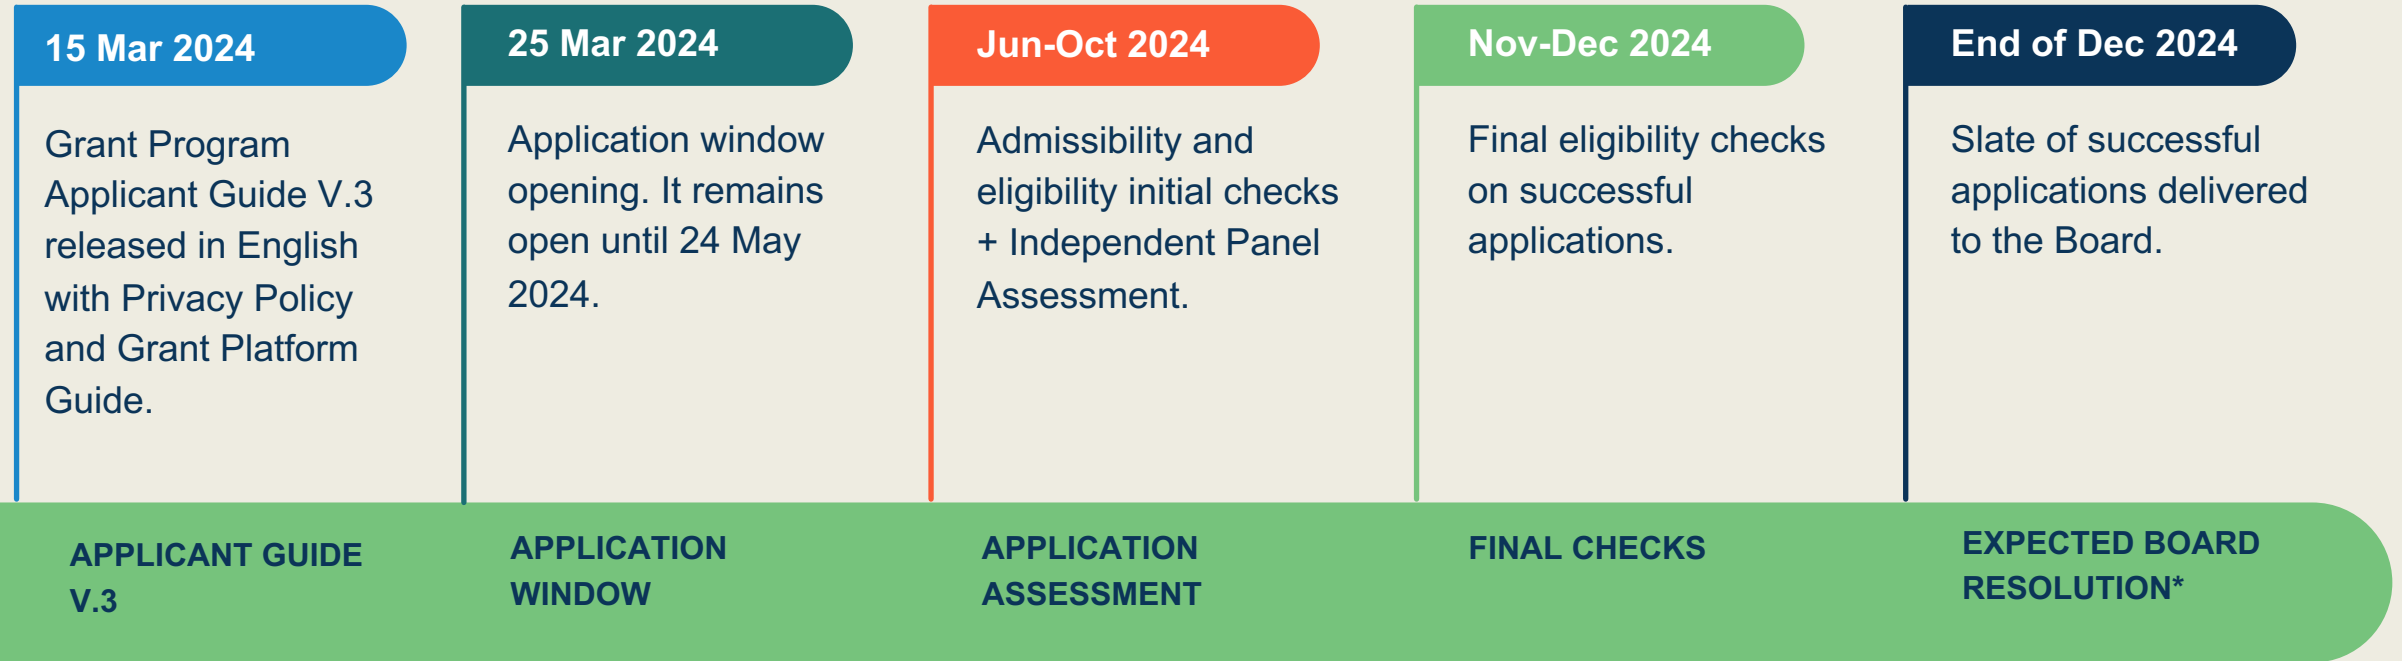 15 Mar 2024
Grant Program
Applicant Guide V.3
released in English
with Privacy Policy
and Grant Platform
Guide.
APPLICANT GUIDE
V.3
25 Mar 2024
Application window
opening. It remains
open until 24 May
2024.
APPLICATION
WINDOW
Jun-Oct 2024
Admissibility and
eligibility initial checks
+ Independent Panel
Assessment.
APPLICATION
ASSESSMENT
Nov-Dec 2024
Final eligibility checks
on successful
applications.
FINAL CHECKS
End of Dec 2024
Slate of successful
applications delivered
to the Board.
EXPECTED BOARD
RESOLUTION*